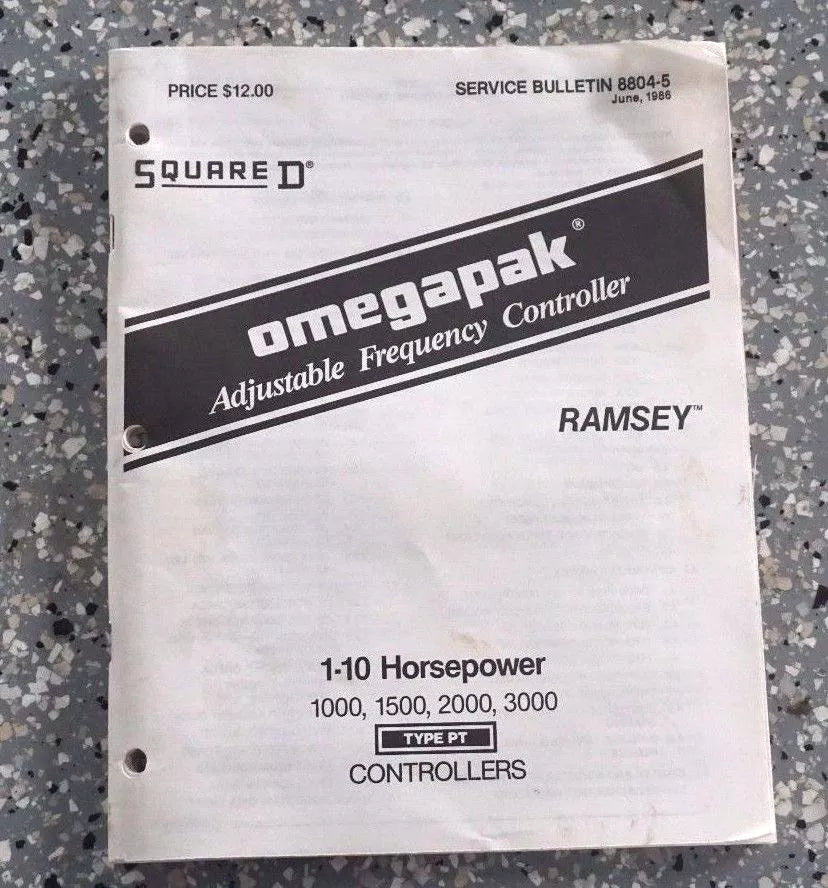 PRICE $12.00
SERVICE BULLETIN 8804-5
June, 1986
SQUARE D®
omegapak®
Adjustable Frequency Controller
RAMSEY™
1-10 Horsepower
1000, 1500, 2000, 3000
TYPE PT
CONTROLLERS